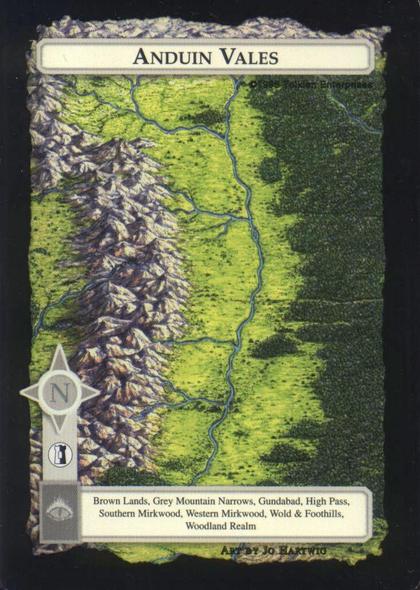 ANDUIN VALES
©1995 Tolkien Enterprises
N
Brown Lands, Grey Mountain Narrows, Gundabad, High Pass,
Southern Mirkwood, Western Mirkwood, Wold & Foothills,
Woodland Realm
ART BY JO HARTWIG